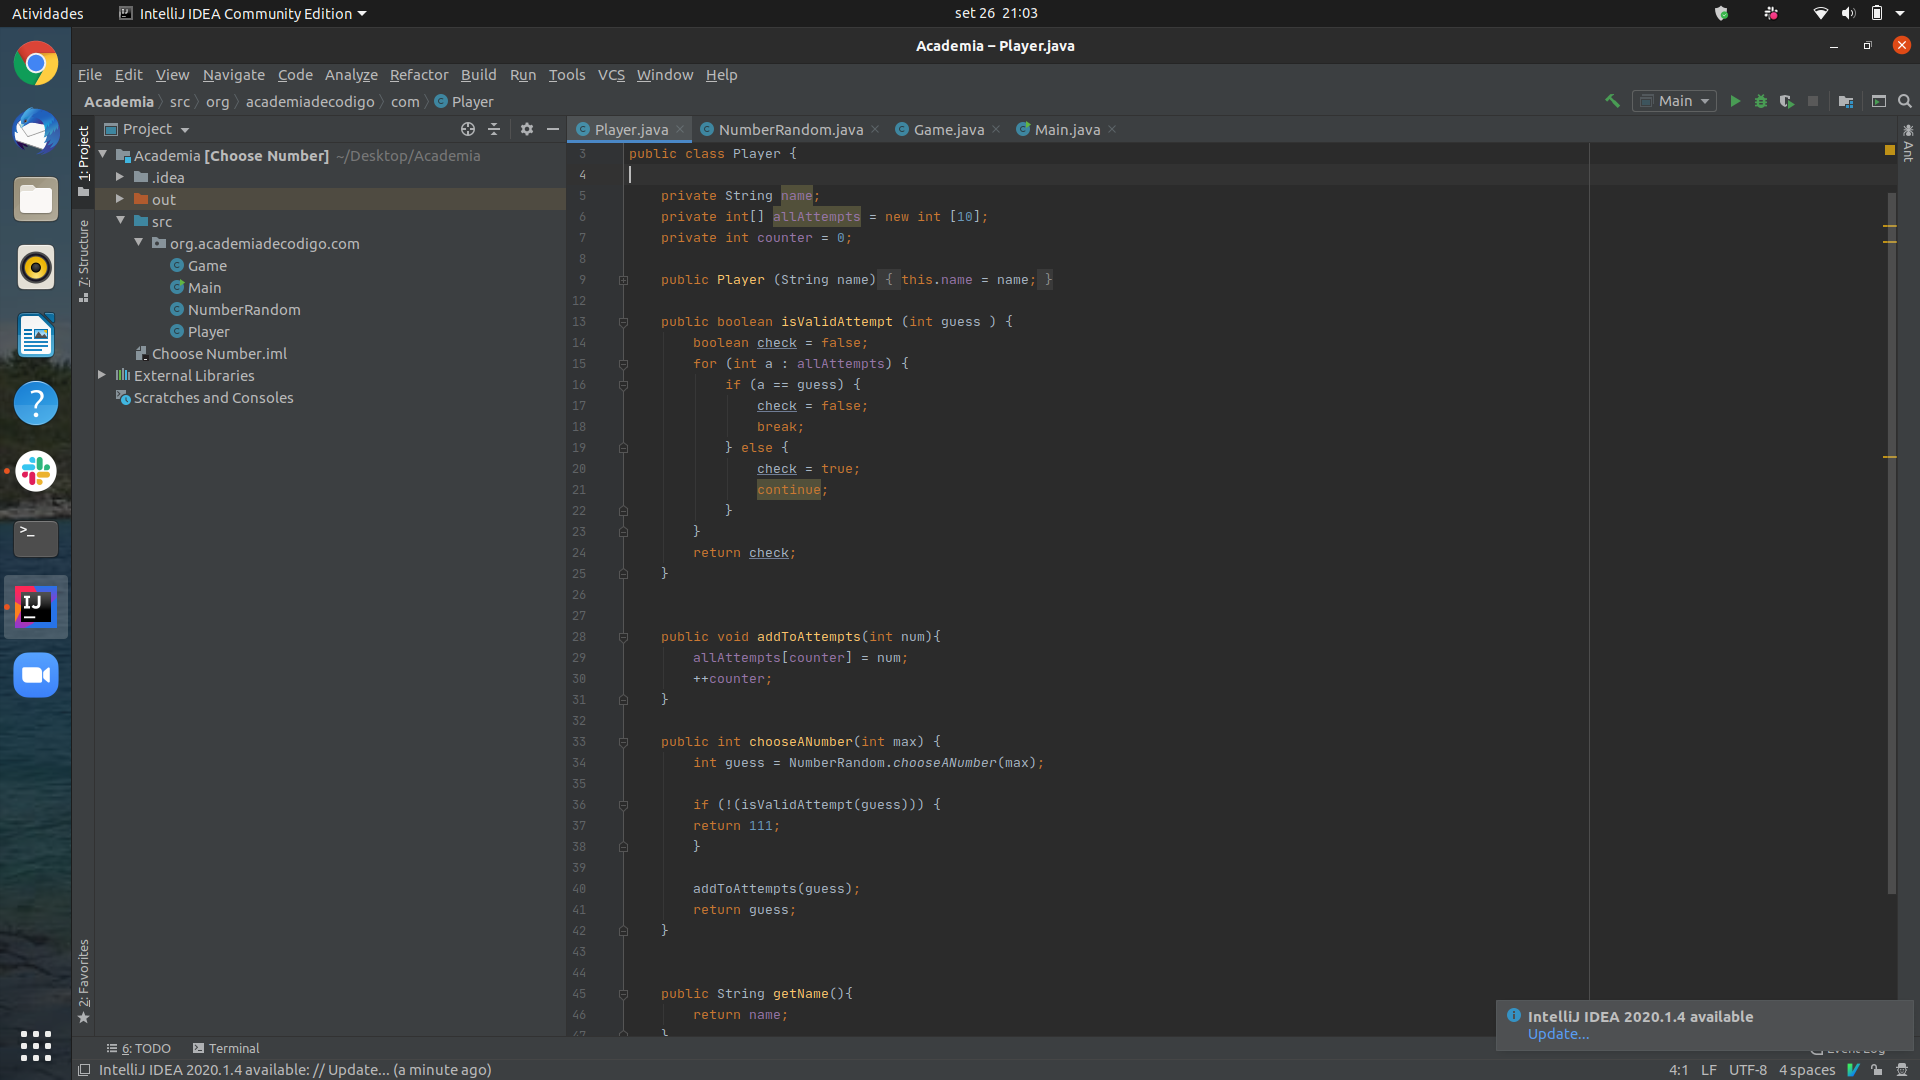 Atividades IntelliJ IDEA Community Edition set 26 21:03
Academia – Player.java
File Edit View Navigate Code Analyze Refactor Build Run Tools VCS Window Help
Academia src org academiadecodigo com Player Main
1: Project
7: Structure
2: Favorites
Project
Academia [Choose Number] ~/Desktop/Academia
.idea
out
src
org.academiadecodigo.com
Game
Main
NumberRandom
Player
Choose Number.iml
External Libraries
Scratches and Consoles
Player.java NumberRandom.java Game.java Main.java
Ant
3 public class Player {
4
5 private String name;
6 private int[] allAttempts = new int [10];
7 private int counter = 0;
8
9 public Player (String name) { this.name = name; }
12
13 public boolean isValidAttempt (int guess ) {
14 boolean check = false;
15 for (int a : allAttempts) {
16 if (a == guess) {
17 check = false;
18 break;
19 } else {
20 check = true;
21 continue;
22 }
23 }
24 return check;
25 }
26
27
28 public void addToAttempts(int num){
29 allAttempts[counter] = num;
30 ++counter;
31 }
32
33 public int chooseANumber(int max) {
34 int guess = NumberRandom.chooseANumber(max);
35
36 if (!(isValidAttempt(guess))) {
37 return 111;
38 }
39
40 addToAttempts(guess);
41 return guess;
42 }
43
44
45 public String getName(){
46 return name;
47 }
IntelliJ IDEA 2020.1.4 available
Update...
6: TODO Terminal Event Log
IntelliJ IDEA 2020.1.4 available: // Update... (a minute ago) 4:1 LF UTF-8 4 spaces